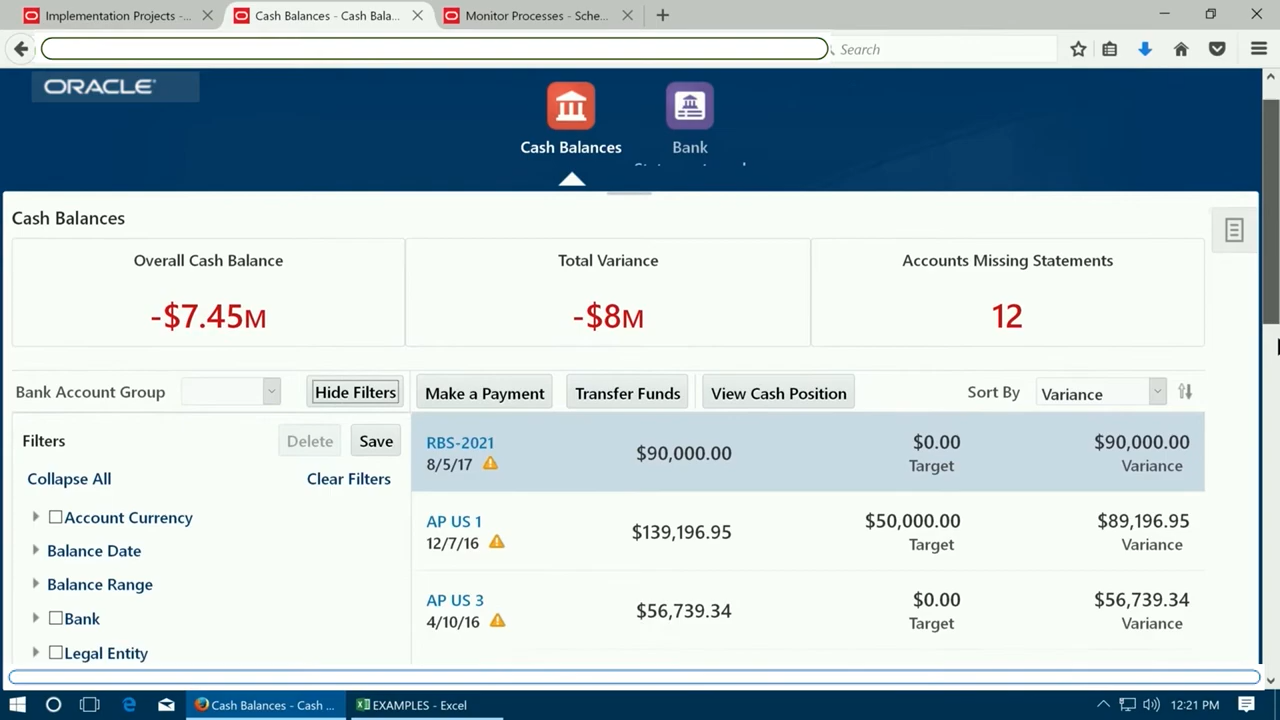 Implementation Projects -...
Cash Balances - Cash Bala...
Monitor Processes - Sche...
Search
ORACLE
Cash Balances
Bank
Cash Balances
Overall Cash Balance
-$7.45M
Total Variance
-$8M
Accounts Missing Statements
12
Bank Account Group
Hide Filters
Make a Payment
Transfer Funds
View Cash Position
Sort By
Variance
Filters
Delete
Save
Collapse All
Clear Filters
Account Currency
Balance Date
Balance Range
Bank
Legal Entity
RBS-2021
8/5/17
$90,000.00
$0.00
Target
$90,000.00
Variance
AP US 1
12/7/16
$139,196.95
$50,000.00
Target
$89,196.95
Variance
AP US 3
4/10/16
$56,739.34
$0.00
Target
$56,739.34
Variance
Cash Balances - Cash ...
EXAMPLES - Excel
12:21 PM